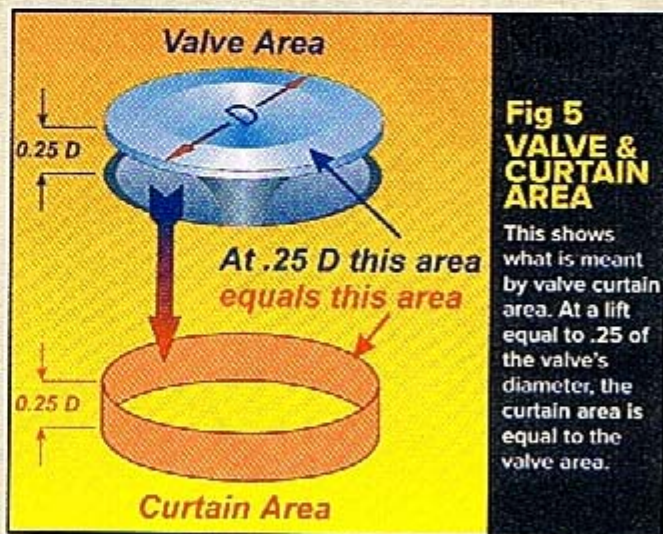 Valve Area
D
0.25 D
At .25 D this area
equals this area
0.25 D
Curtain Area
Fig 5
VALVE &
CURTAIN
AREA
This shows
what is meant
by valve curtain
area. At a lift
equal to .25 of
the valve's
diameter, the
curtain area is
equal to the
valve area.